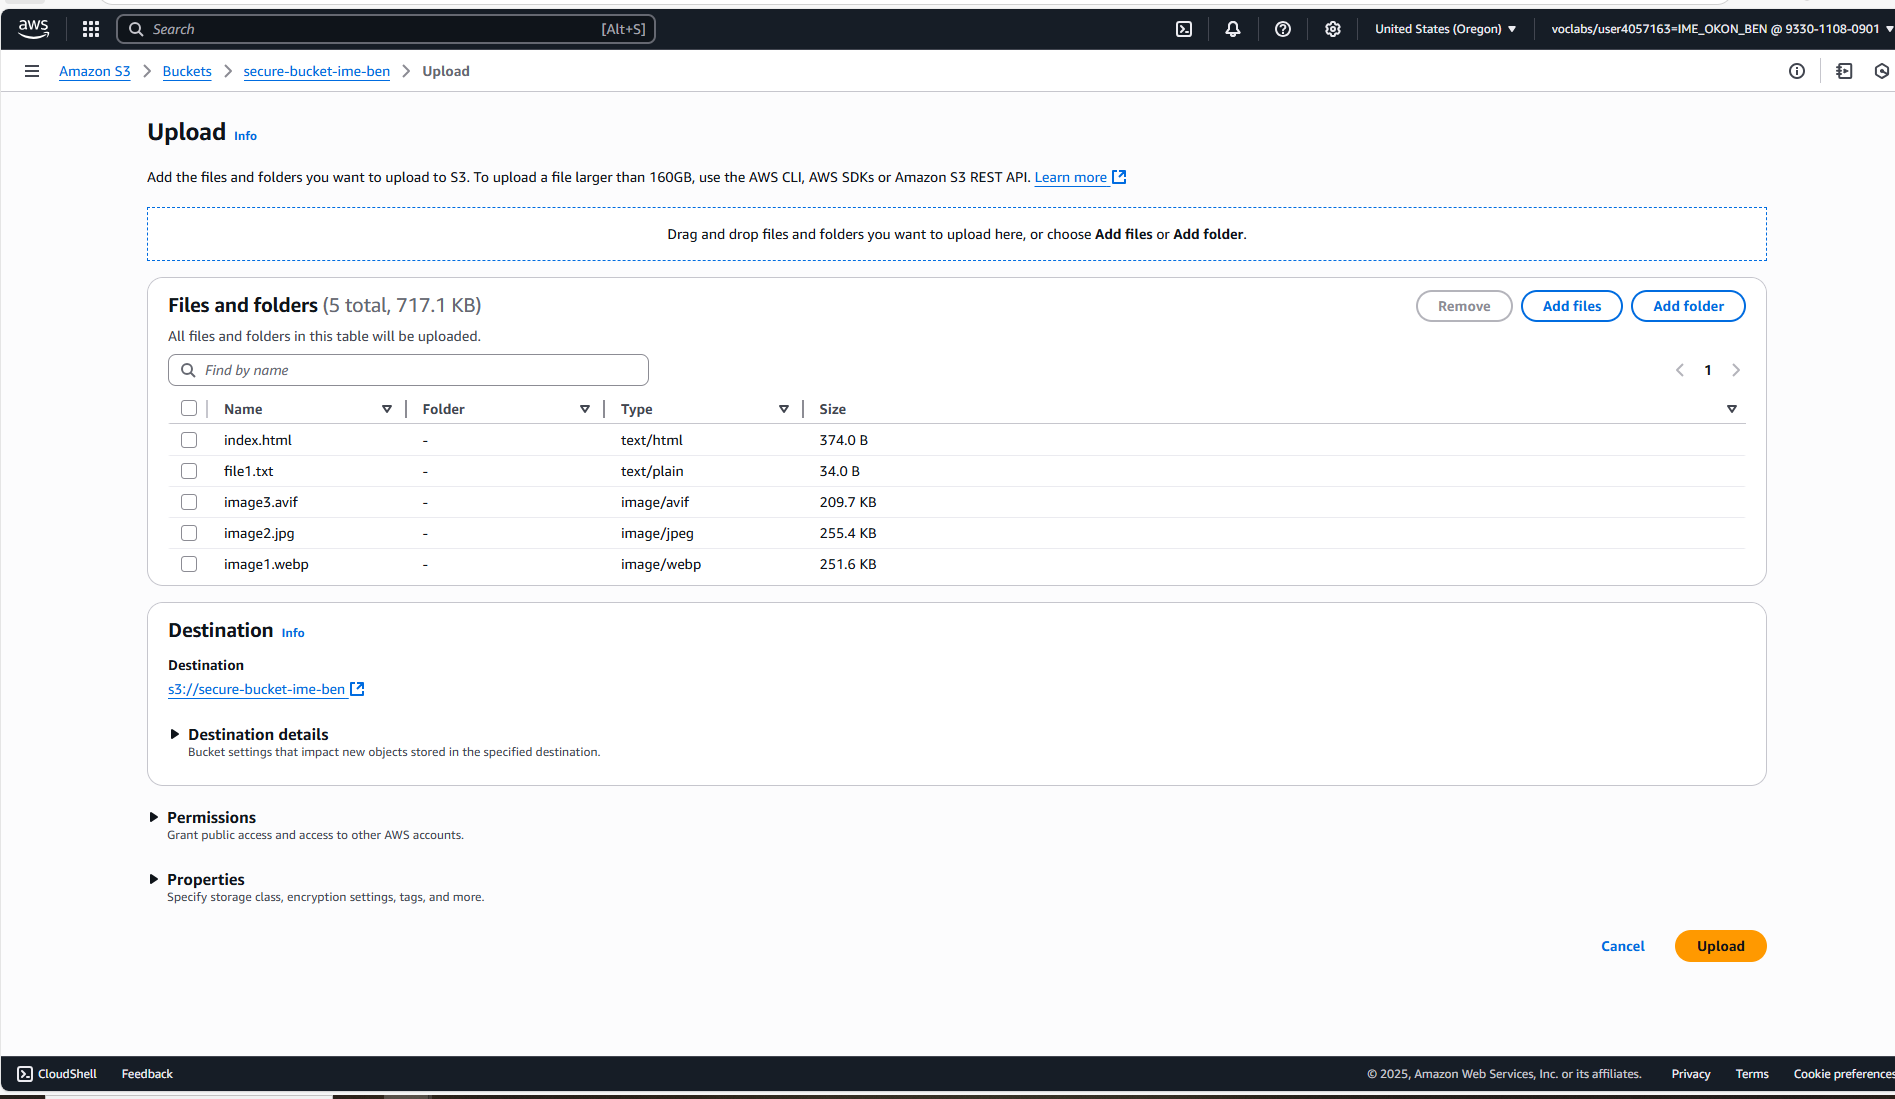 aws Search [Alt+S] United States (Oregon) voclabs/user4057163=IME_OKON_BEN @ 9330-1108-0901
Amazon S3 Buckets secure-bucket-ime-ben Upload
Upload Info
Add the files and folders you want to upload to S3. To upload a file larger than 160GB, use the AWS CLI, AWS SDKs or Amazon S3 REST API. Learn more
Drag and drop files and folders you want to upload here, or choose Add files or Add folder.
Files and folders (5 total, 717.1 KB) Remove Add files Add folder
All files and folders in this table will be uploaded.
Find by name 1
Name Folder Type Size
index.html - text/html 374.0 B
file1.txt - text/plain 34.0 B
image3.avif - image/avif 209.7 KB
image2.jpg - image/jpeg 255.4 KB
image1.webp - image/webp 251.6 KB
Destination Info
Destination
s3://secure-bucket-ime-ben
Destination details
Bucket settings that impact new objects stored in the specified destination.
Permissions
Grant public access and access to other AWS accounts.
Properties
Specify storage class, encryption settings, tags, and more.
Cancel Upload
CloudShell Feedback © 2025, Amazon Web Services, Inc. or its affiliates. Privacy Terms Cookie preferences